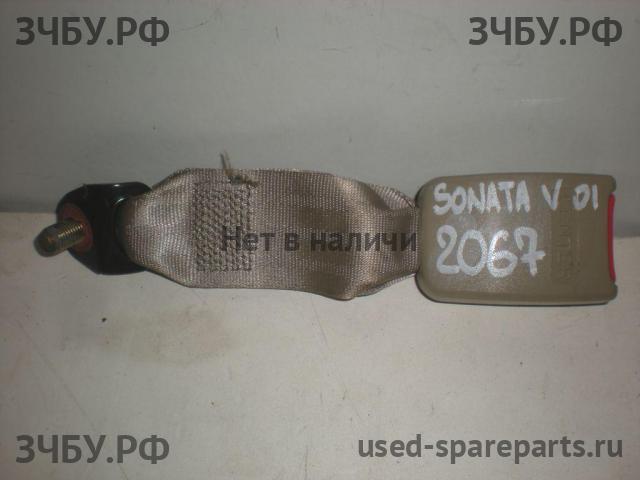 ЗЧБУ.РФ ЗЧБУ.РФ
SONATA V 01
Нет в наличи 2067
ЗЧБУ.РФ used-spareparts.ru